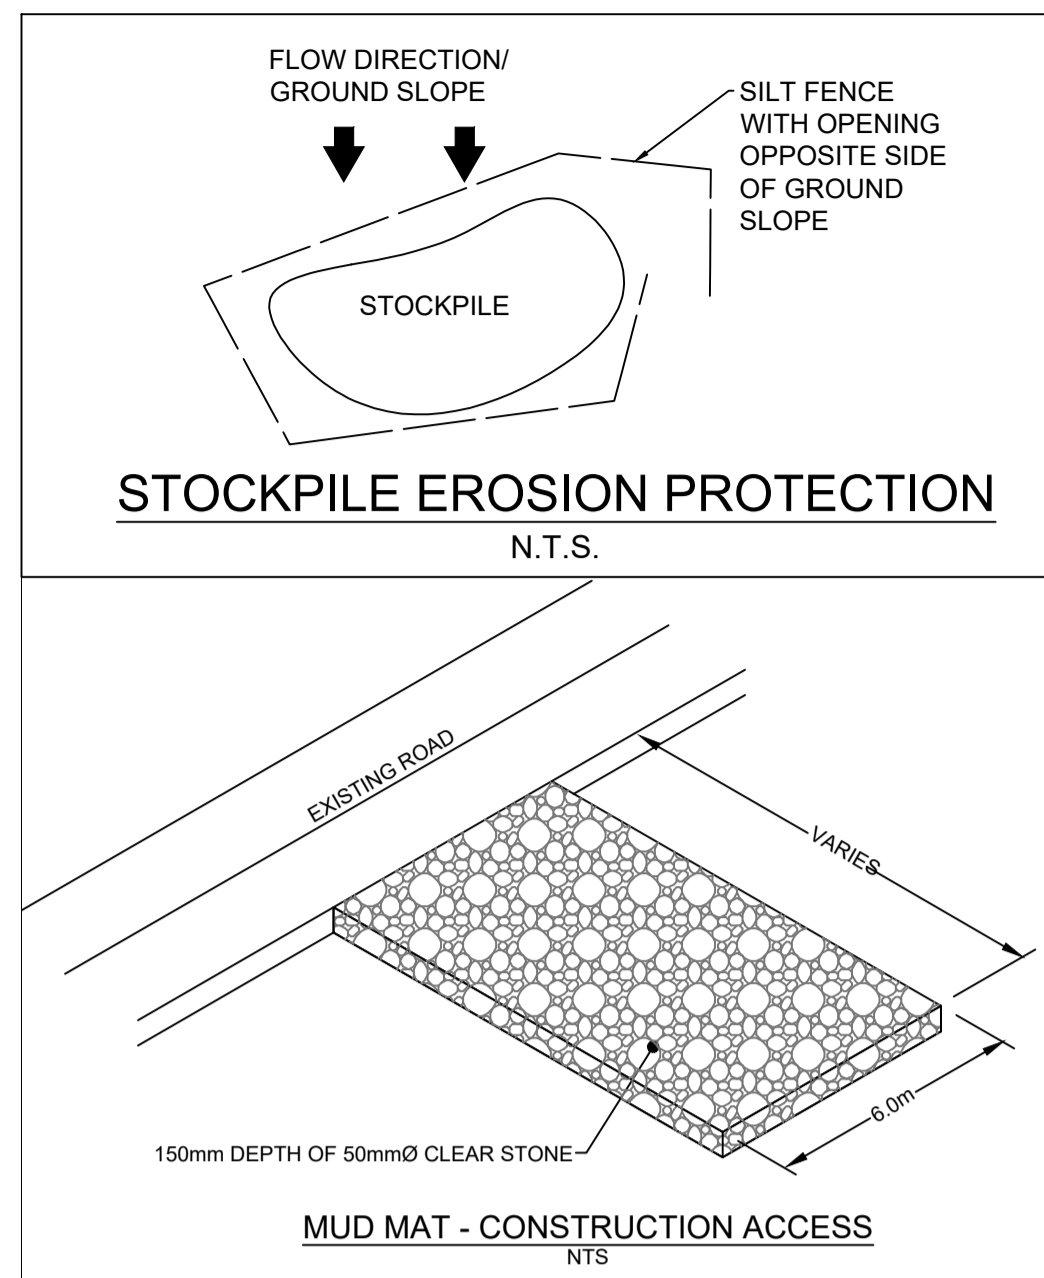 FLOW DIRECTION/
GROUND SLOPE
SILT FENCE
WITH OPENING
OPPOSITE SIDE
OF GROUND
SLOPE
STOCKPILE
STOCKPILE EROSION PROTECTION
N.T.S.
EXISTING ROAD
VARIES
6.0m
150mm DEPTH OF 50mmØ CLEAR STONE
MUD MAT - CONSTRUCTION ACCESS
NTS